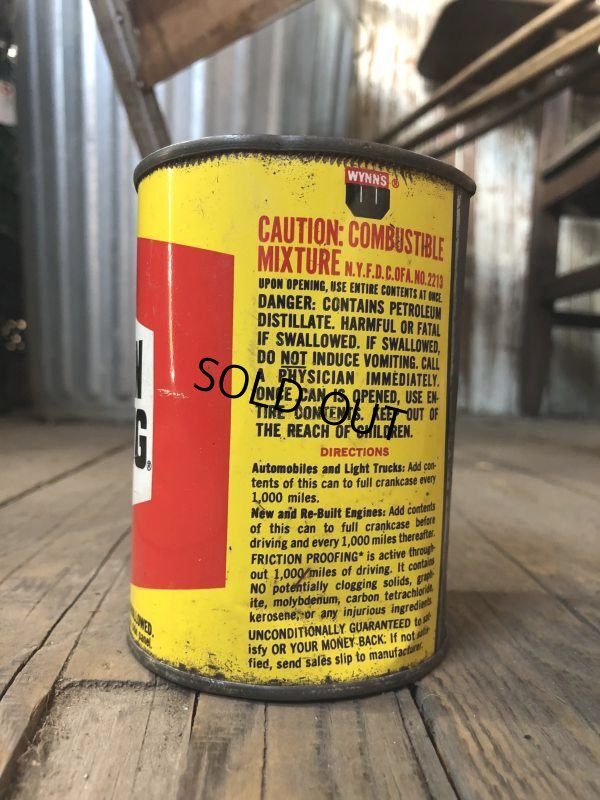 WYNN'S ®
CAUTION: COMBUSTIBLE
MIXTURE N.Y.F.D.C.OFA.NO.2213
UPON OPENING, USE ENTIRE CONTENTS AT ONCE.
DANGER: CONTAINS PETROLEUM
DISTILLATE. HARMFUL OR FATAL
IF SWALLOWED. IF SWALLOWED,
DO NOT INDUCE VOMITING. CALL
A PHYSICIAN IMMEDIATELY.
ONCE CAN IS OPENED, USE EN-
TIRE CONTENTS. KEEP OUT OF
THE REACH OF CHILDREN.
SOLD OUT
DIRECTIONS
Automobiles and Light Trucks: Add con-
tents of this can to full crankcase every
1,000 miles.
New and Re-Built Engines: Add contents
of this can to full crankcase before
driving and every 1,000 miles thereafter.
FRICTION PROOFING* is active through-
out 1,000 miles of driving. It contains
NO potentially clogging solids, graph-
ite, molybdenum, carbon tetrachloride,
kerosene, or any injurious ingredients.
UNCONDITIONALLY GUARANTEED to sat-
isfy OR YOUR MONEY BACK. If not satis-
fied, send sales slip to manufacturer.
N
G®
panel